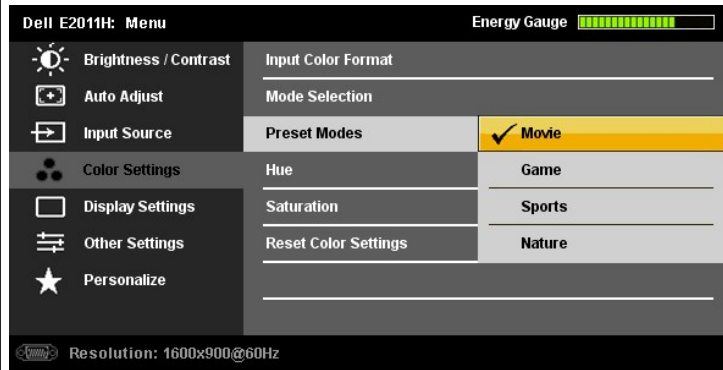 Dell E2011H: Menu Energy Gauge
Brightness / Contrast Input Color Format
Auto Adjust Mode Selection
Input Source Preset Modes Movie
Color Settings Hue Game
Display Settings Saturation Sports
Other Settings Reset Color Settings Nature
Personalize
Resolution: 1600x900@60Hz